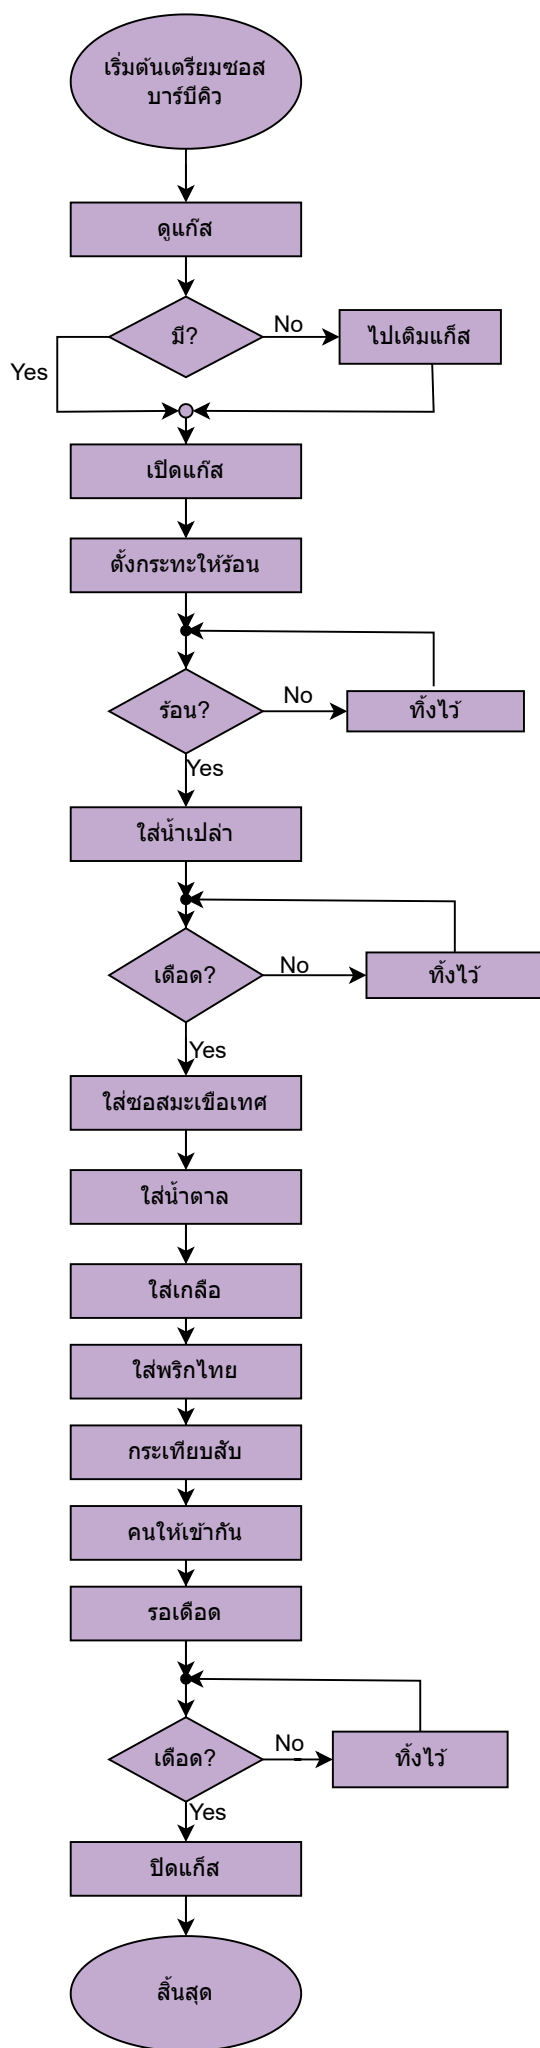 เริ่มต้นเตรียมซอส
บาร์บีคิว
ดูแก๊ส
มี?
No
ไปเติมแก็ส
Yes
เปิดแก๊ส
ตั้งกระทะให้ร้อน
ร้อน?
No
ทิ้งไว้
Yes
ใส่น้ำเปล่า
เดือด?
No
ทิ้งไว้
Yes
ใส่ซอสมะเขือเทศ
ใส่น้ำตาล
ใส่เกลือ
ใส่พริกไทย
กระเทียบสับ
คนให้เข้ากัน
รอเดือด
เดือด?
No
ทิ้งไว้
Yes
ปิดแก็ส
สิ้นสุด